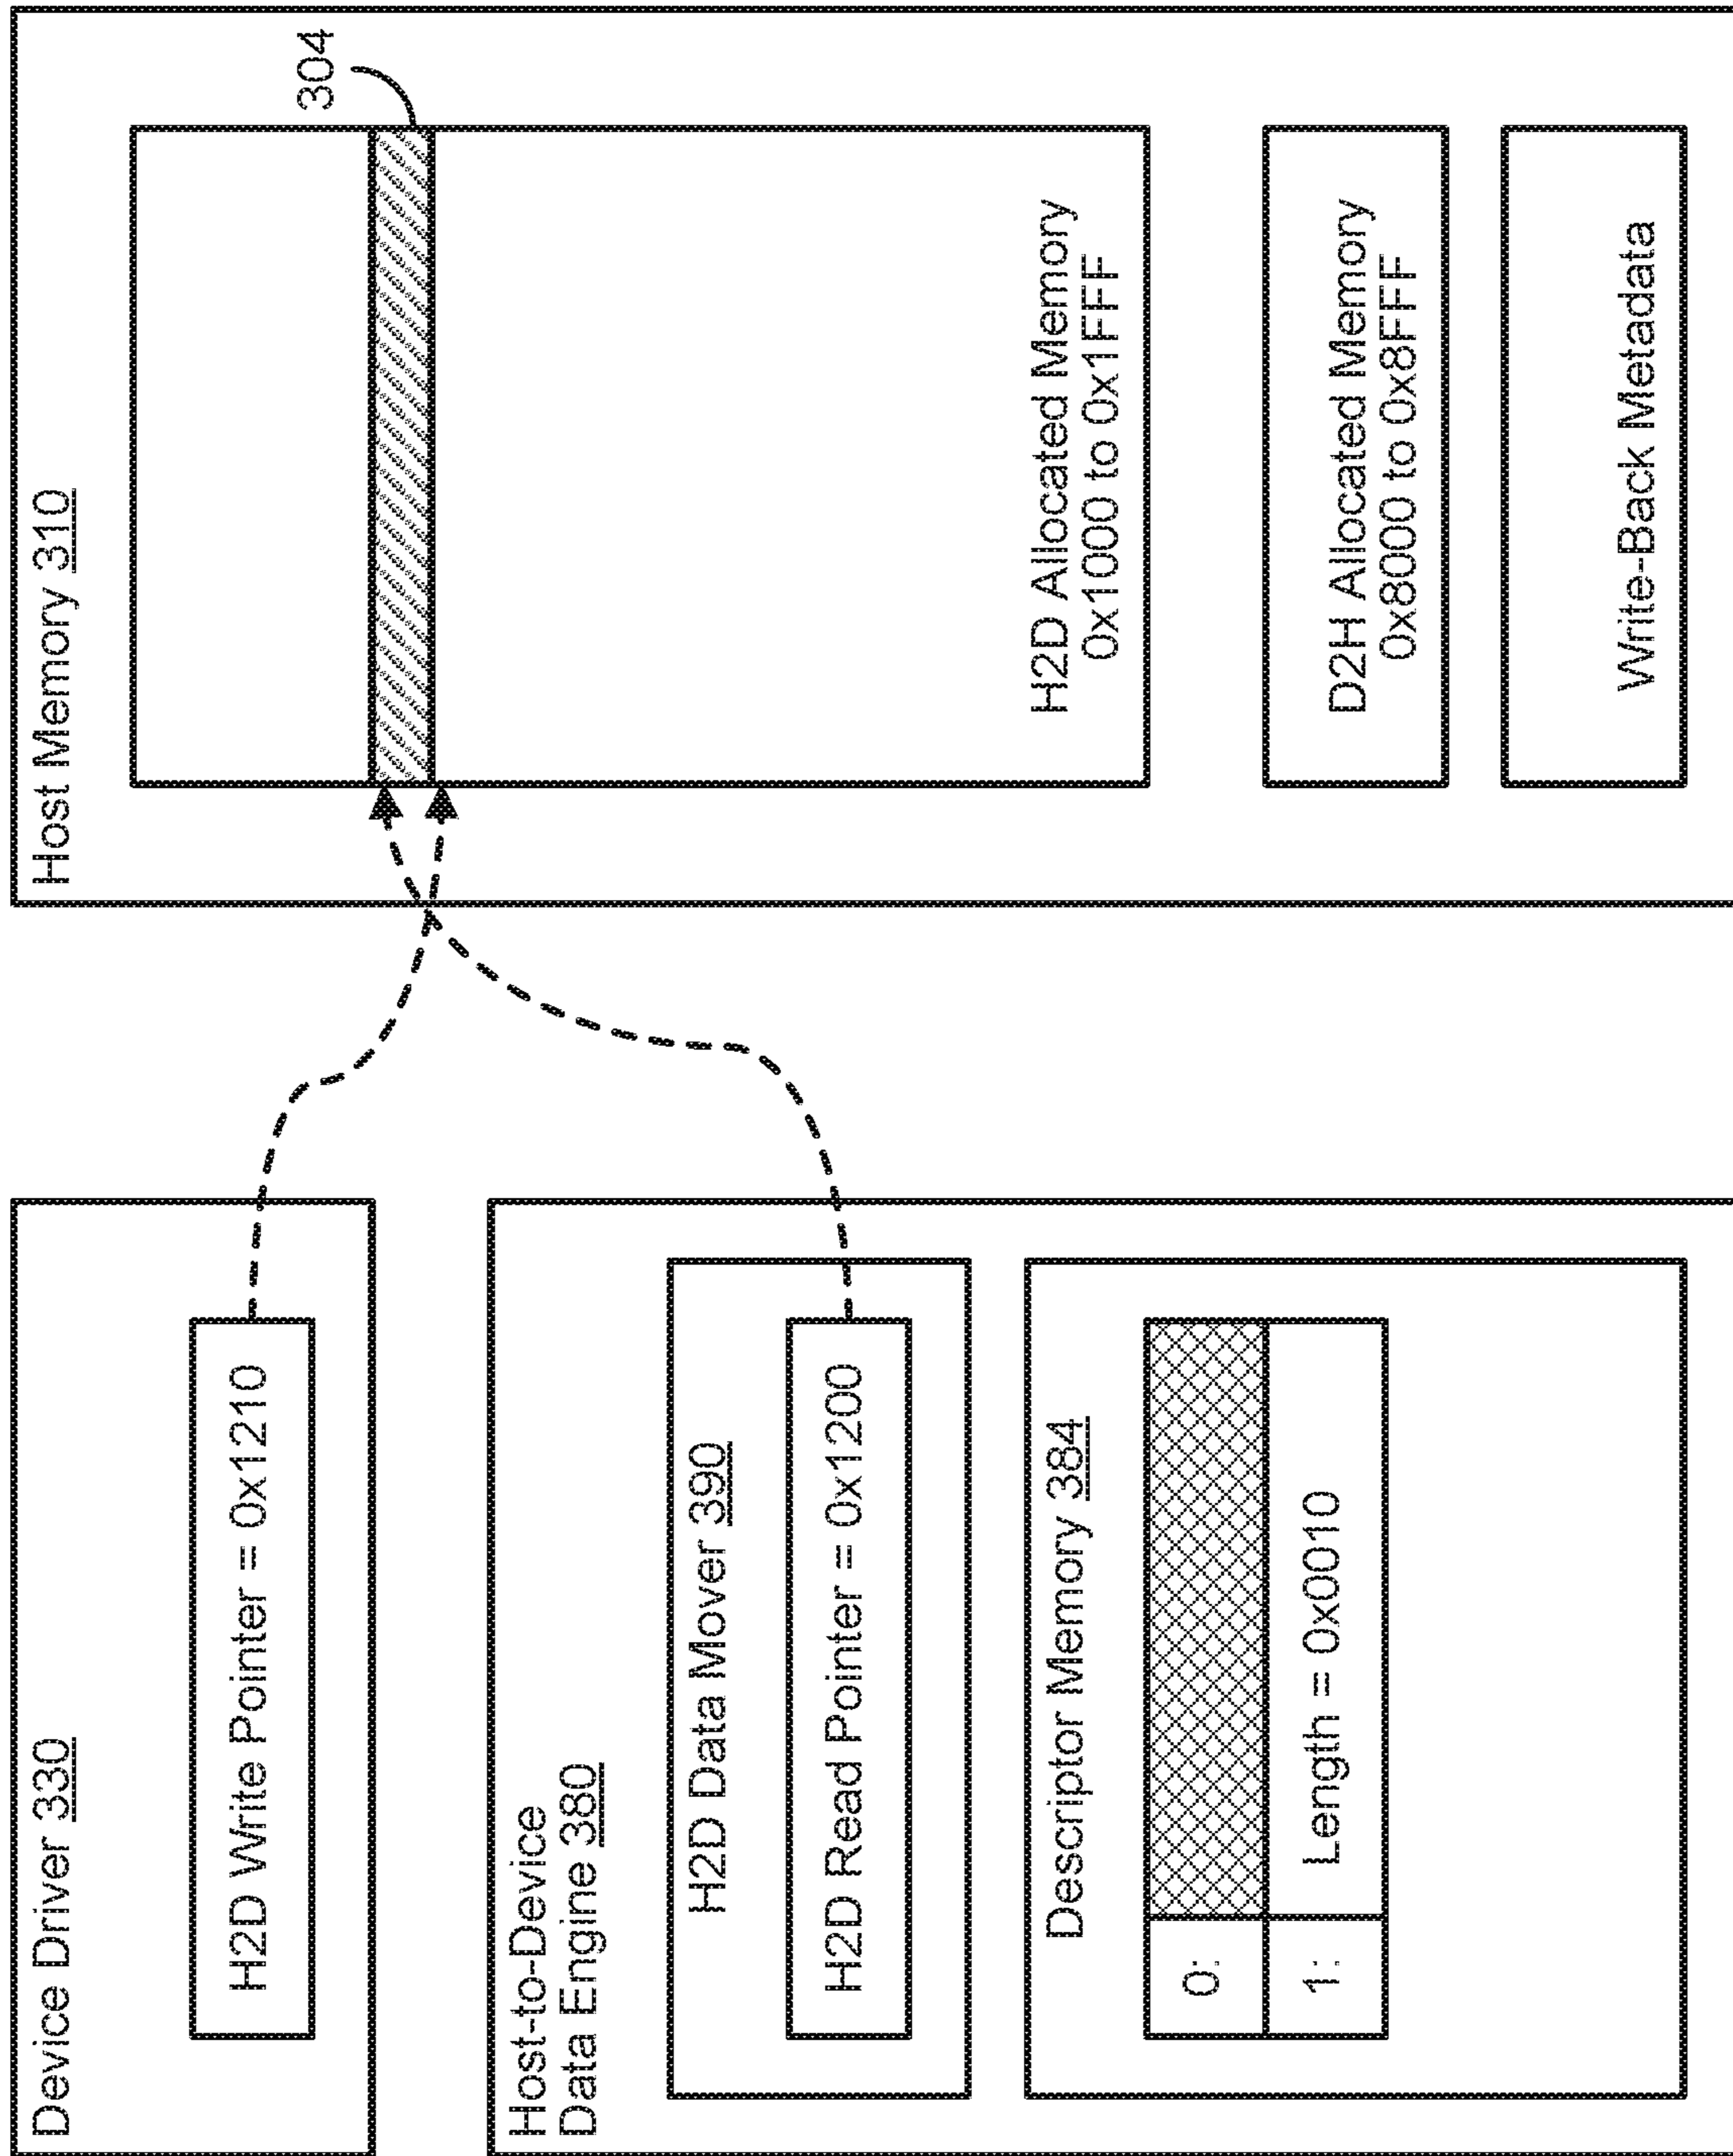 Device Driver 330
H2D Write Pointer = 0x1210
Host-to-Device
Data Engine 380
H2D Data Mover 390
H2D Read Pointer = 0x1200
Descriptor Memory 384
0:
1:
Length = 0x0010
Host Memory 310
304
H2D Allocated Memory
0x1000 to 0x1FFF
D2H Allocated Memory
0x8000 to 0x8FFF
Write-Back Metadata